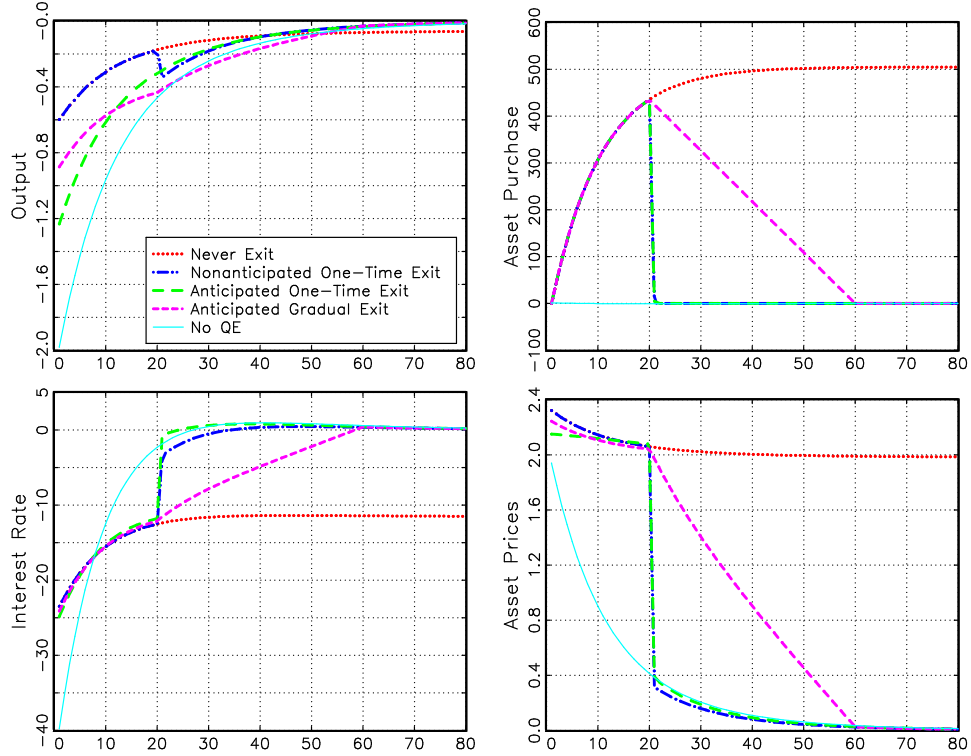 Output
-0.0
-0.4
-0.8
-1.2
-1.6
-2.0
0 10 20 30 40 50 60 70 80
Never Exit
Nonanticipated One-Time Exit
Anticipated One-Time Exit
Anticipated Gradual Exit
No QE
Asset Purchase
600
500
400
300
200
100
0
-100
0 10 20 30 40 50 60 70 80
Interest Rate
5
0
-10
-20
-30
-40
0 10 20 30 40 50 60 70 80
Asset Prices
2.4
2.0
1.6
1.2
0.8
0.4
0.0
0 10 20 30 40 50 60 70 80